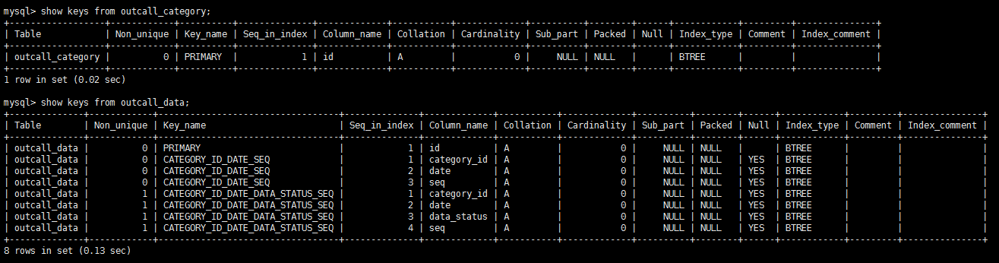 mysql> show keys from outcall_category;
+------------------+------------+----------+--------------+-------------+-----------+-------------+----------+--------+------+------------+---------+---------------+
| Table            | Non_unique | Key_name | Seq_in_index | Column_name | Collation | Cardinality | Sub_part | Packed | Null | Index_type | Comment | Index_comment |
+------------------+------------+----------+--------------+-------------+-----------+-------------+----------+--------+------+------------+---------+---------------+
| outcall_category |          0 | PRIMARY  |            1 | id          | A         |           0 |     NULL | NULL   |      | BTREE      |         |               |
+------------------+------------+----------+--------------+-------------+-----------+-------------+----------+--------+------+------------+---------+---------------+
1 row in set (0.02 sec)
mysql> show keys from outcall_data;
+--------------+------------+----------------------------------+--------------+-------------+-----------+-------------+----------+--------+------+------------+---------+---------------+
| Table        | Non_unique | Key_name                         | Seq_in_index | Column_name | Collation | Cardinality | Sub_part | Packed | Null | Index_type | Comment | Index_comment |
+--------------+------------+----------------------------------+--------------+-------------+-----------+-------------+----------+--------+------+------------+---------+---------------+
| outcall_data |          0 | PRIMARY                          |            1 | id          | A         |           0 |     NULL | NULL   |      | BTREE      |         |               |
| outcall_data |          0 | CATEGORY_ID_DATE_SEQ             |            1 | category_id | A         |           0 |     NULL | NULL   | YES  | BTREE      |         |               |
| outcall_data |          0 | CATEGORY_ID_DATE_SEQ             |            2 | date        | A         |           0 |     NULL | NULL   | YES  | BTREE      |         |               |
| outcall_data |          0 | CATEGORY_ID_DATE_SEQ             |            3 | seq         | A         |           0 |     NULL | NULL   | YES  | BTREE      |         |               |
| outcall_data |          1 | CATEGORY_ID_DATE_DATA_STATUS_SEQ |            1 | category_id | A         |           0 |     NULL | NULL   | YES  | BTREE      |         |               |
| outcall_data |          1 | CATEGORY_ID_DATE_DATA_STATUS_SEQ |            2 | date        | A         |           0 |     NULL | NULL   | YES  | BTREE      |         |               |
| outcall_data |          1 | CATEGORY_ID_DATE_DATA_STATUS_SEQ |            3 | data_status | A         |           0 |     NULL | NULL   | YES  | BTREE      |         |               |
| outcall_data |          1 | CATEGORY_ID_DATE_DATA_STATUS_SEQ |            4 | seq         | A         |           0 |     NULL | NULL   | YES  | BTREE      |         |               |
+--------------+------------+----------------------------------+--------------+-------------+-----------+-------------+----------+--------+------+------------+---------+---------------+
8 rows in set (0.13 sec)